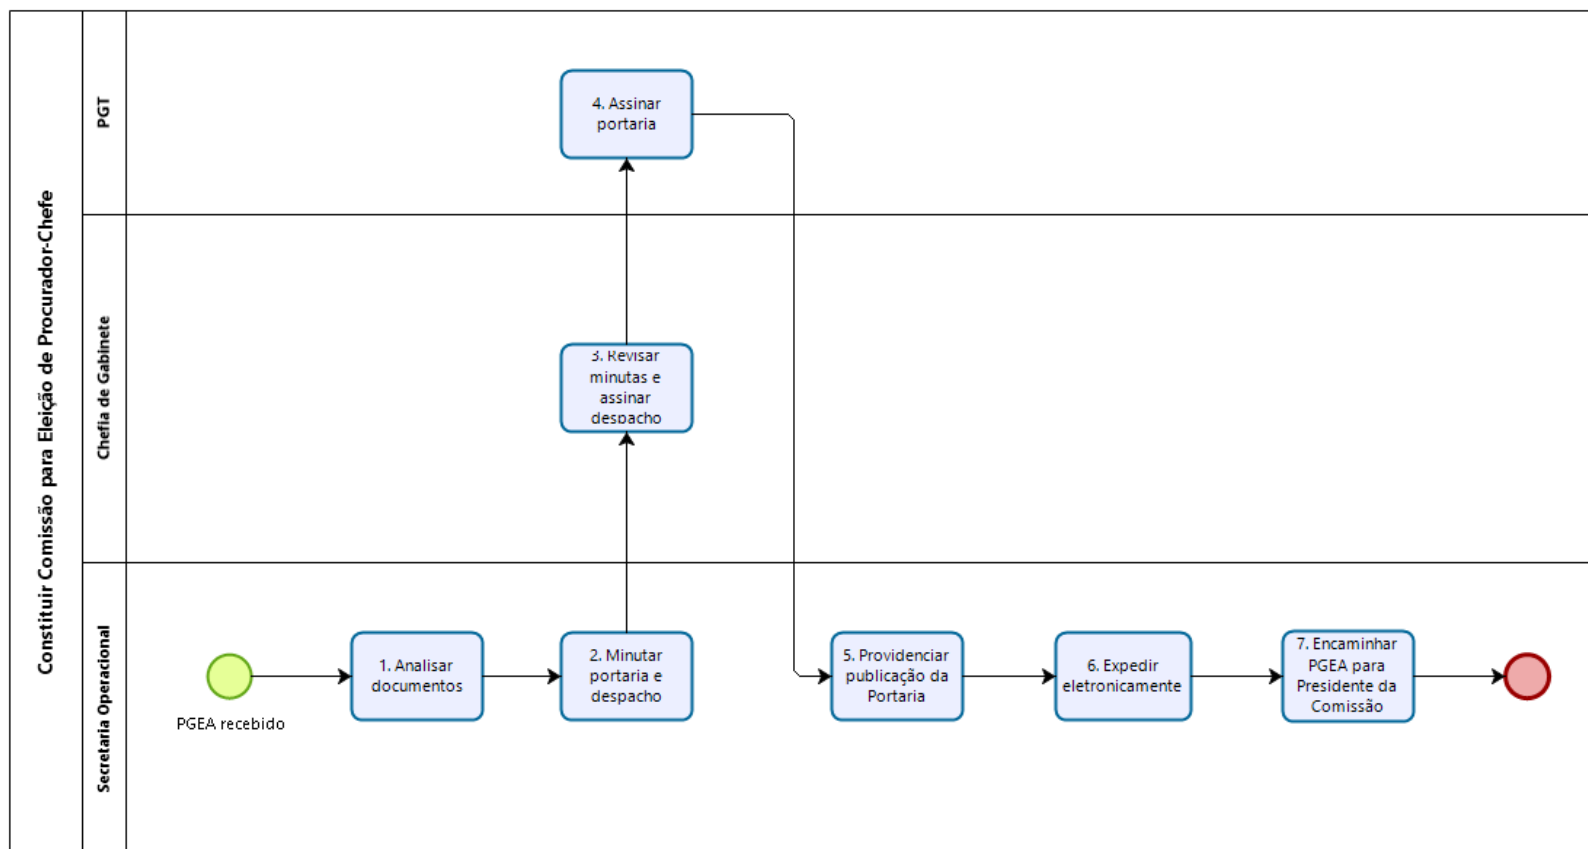 Constituir Comissão para Eleição de Procurador-Chefe
PGT
4. Assinar
portaria
Chefia de Gabinete
3. Revisar
minutas e
assinar
despacho
Secretaria Operacional
PGEA recebido
1. Analisar
documentos
2. Minutar
portaria e
despacho
5. Providenciar
publicação da
Portaria
6. Expedir
eletronicamente
7. Encaminhar
PGEA para
Presidente da
Comissão